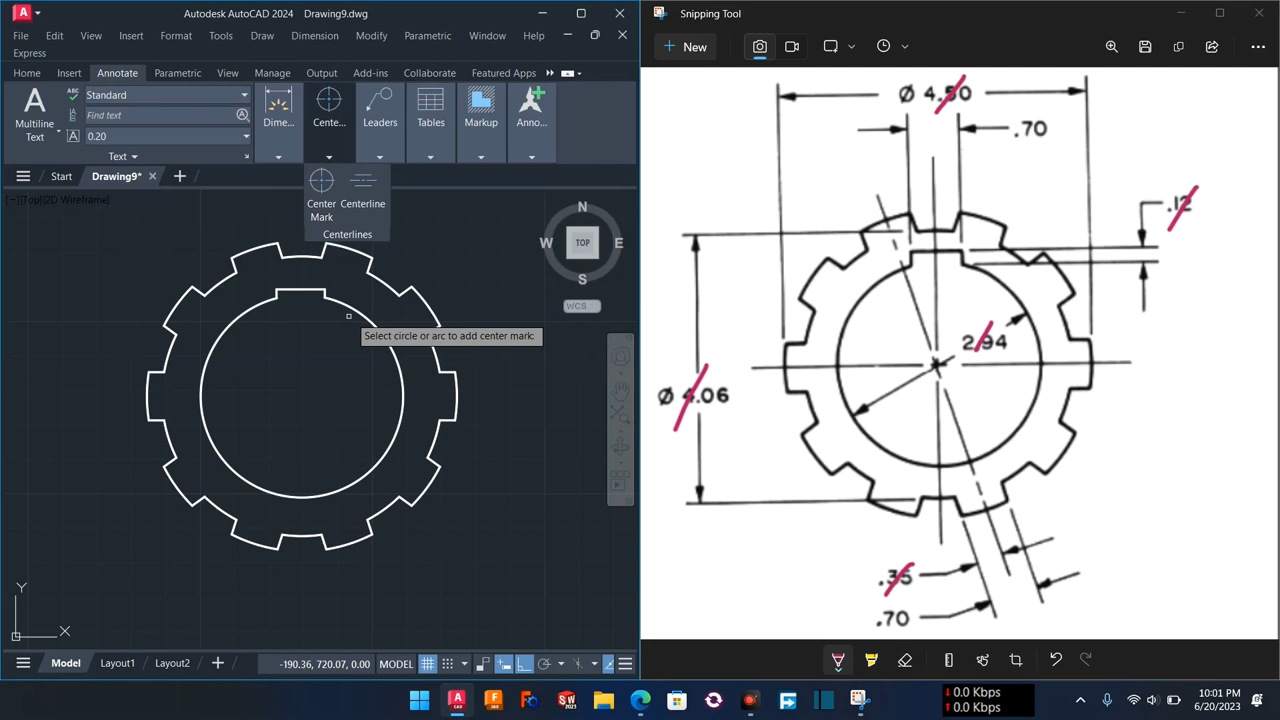 Autodesk AutoCAD 2024 Drawing9.dwg
File Edit View Insert Format Tools Draw Dimension Modify Parametric Window Help
Express
Home Insert Annotate Parametric View Manage Output Add-ins Collaborate Featured Apps
Multiline
Text
Standard
Find text
0.20
Text
Dime... Cente... Leaders Tables Markup Anno...
Start Drawing9*
[−][Top][2D Wireframe]
Center
Mark
Centerline
Centerlines
N
W TOP E
S
WCS
Select circle or arc to add center mark:
Y
X
Model Layout1 Layout2
-190.36, 720.07, 0.00 MODEL
Snipping Tool
New
Ø 4.50
.70
.12
2.94
Ø 4.06
.35
.70
0.0 Kbps
0.0 Kbps
10:01 PM
6/20/2023